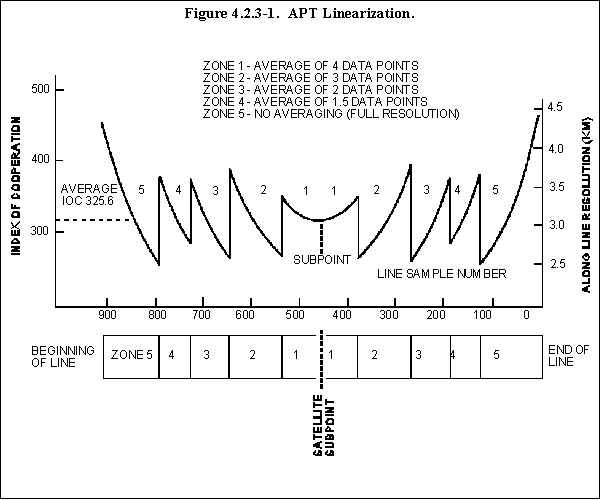 Figure 4.2.3-1. APT Linearization.
ZONE 1 - AVERAGE OF 4 DATA POINTS
ZONE 2 - AVERAGE OF 3 DATA POINTS
ZONE 3 - AVERAGE OF 2 DATA POINTS
ZONE 4 - AVERAGE OF 1.5 DATA POINTS
ZONE 5 - NO AVERAGING (FULL RESOLUTION)
INDEX OF COOPERATION
500
400
300
AVERAGE
IOC 325.6
5 4 3 2 1 1 2 3 4 5
SUBPOINT
LINE SAMPLE NUMBER
4.5
4.0
3.5
3.0
2.5
ALONG LINE RESOLUTION (KM)
900 800 700 600 500 400 300 200 100 0
BEGINNING
OF LINE
ZONE 5 4 3 2 1 1 2 3 4 5
END OF
LINE
SATELLITE
SUBPOINT